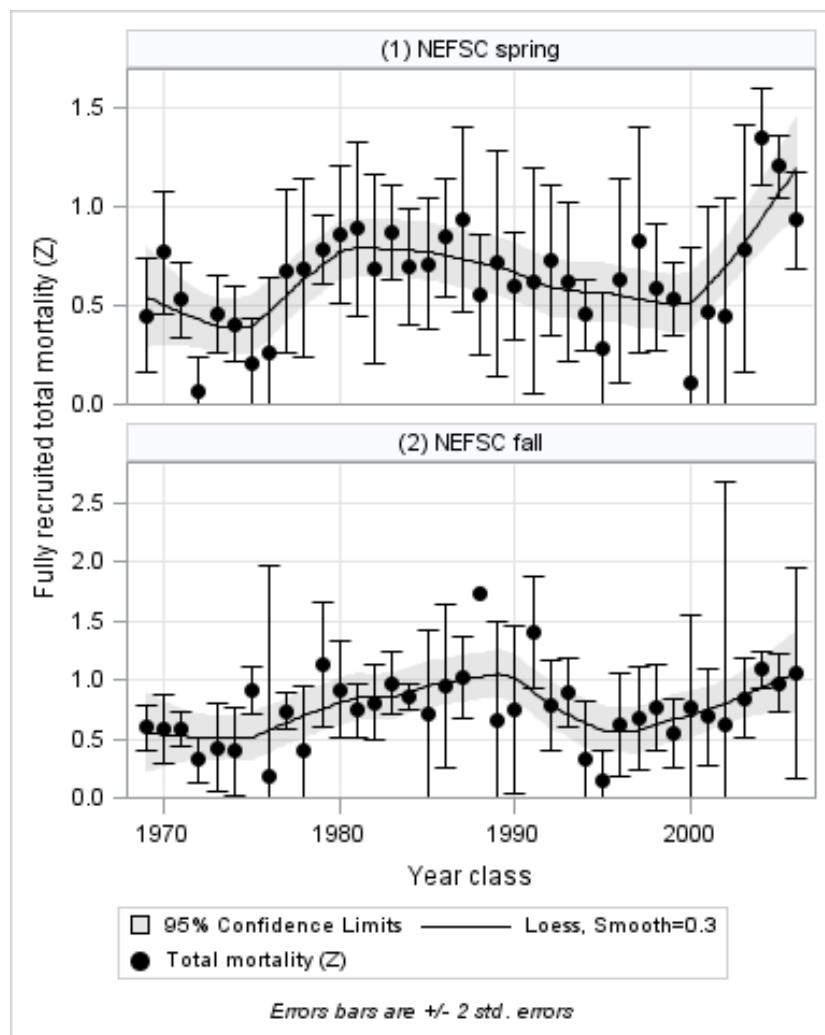 (1) NEFSC spring
1.5
1.0
0.5
0.0
Fully recruited total mortality (Z)
(2) NEFSC fall
2.5
2.0
1.5
1.0
0.5
0.0
1970 1980 1990 2000
Year class
95% Confidence Limits Loess, Smooth=0.3
Total mortality (Z)
Errors bars are +/- 2 std. errors